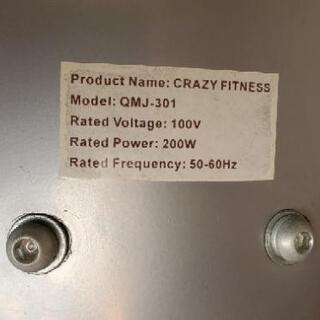 Product Name: CRAZY FITNESS
Model: QMJ-301
Rated Voltage: 100V
Rated Power: 200W
Rated Frequency: 50-60Hz